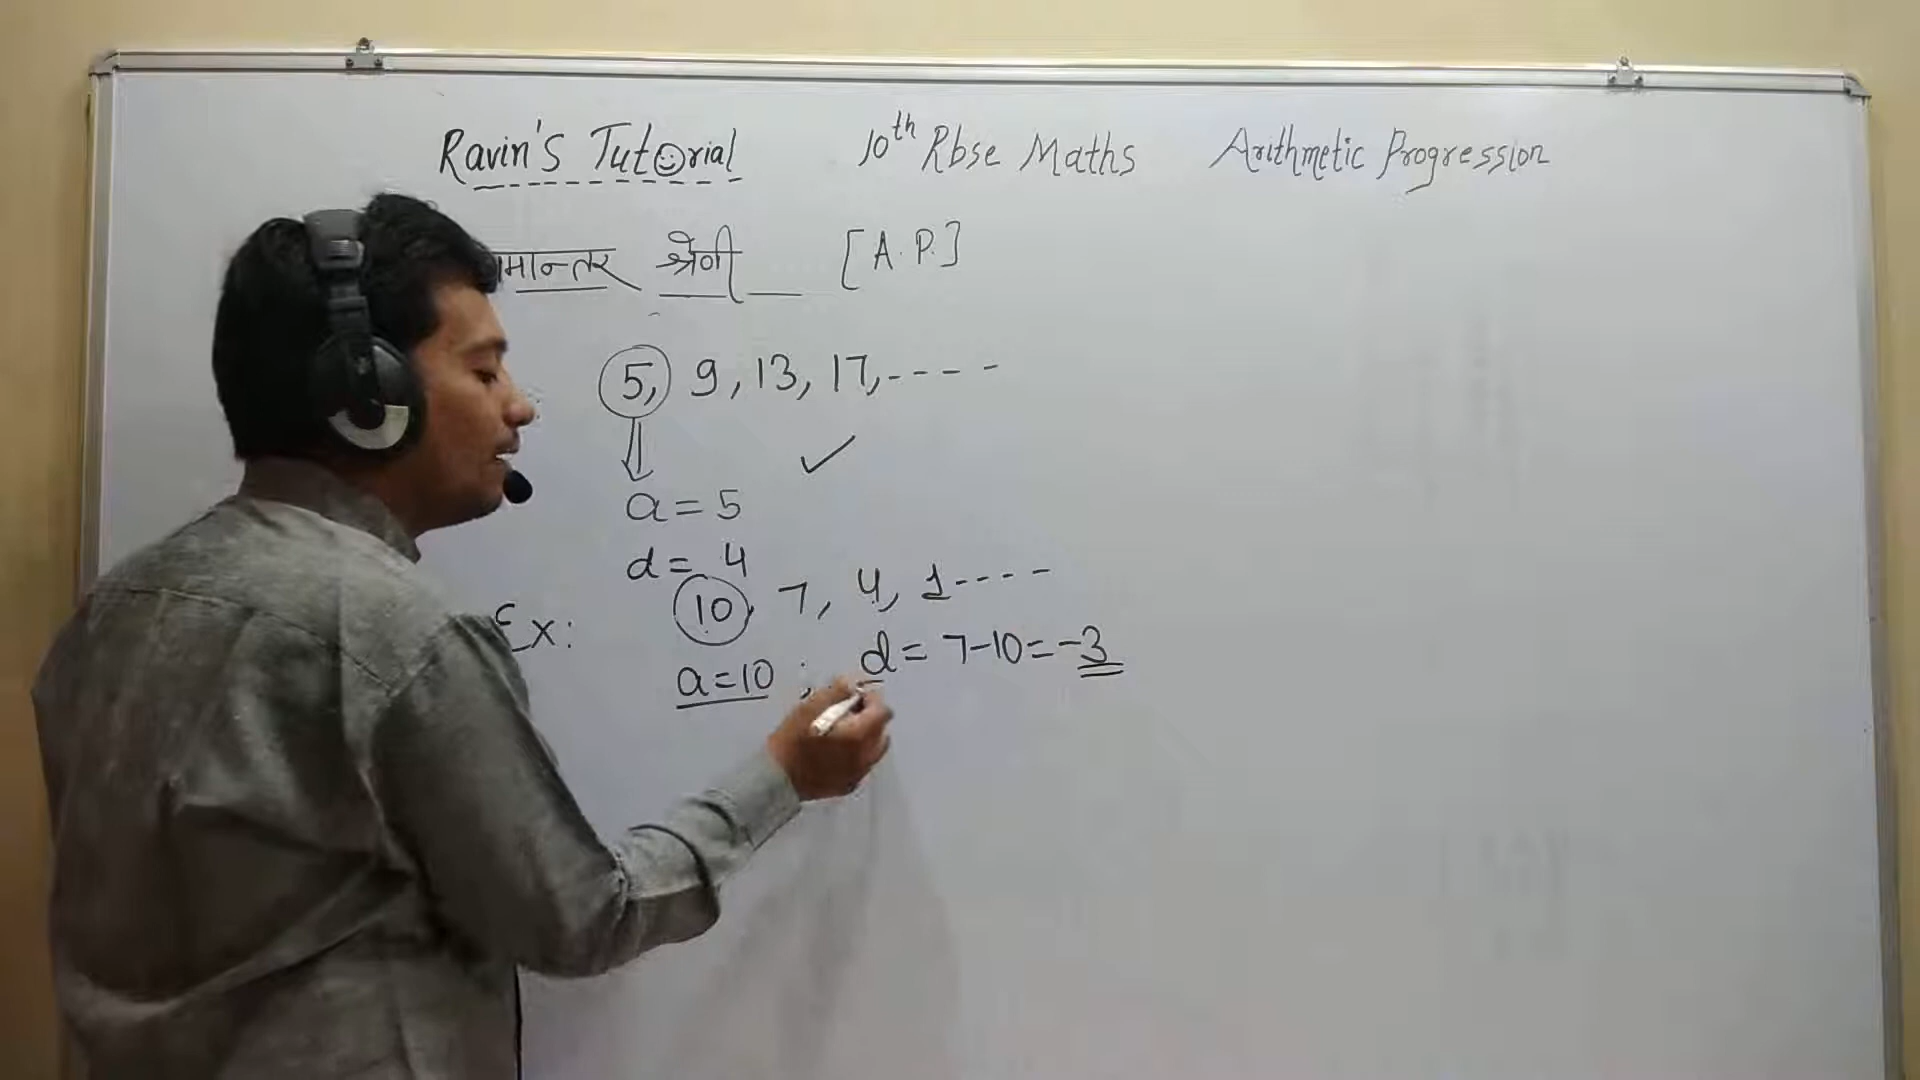 Ravin's Tutorial 10th Rbse Maths Arithmetic Progression
श्रेणी [A.P.]
5, 9, 13, 17, ----
a = 5
d = 4
10, 7, 4, 1 ----
Ex:
a = 10 ; d = 7-10 = -3